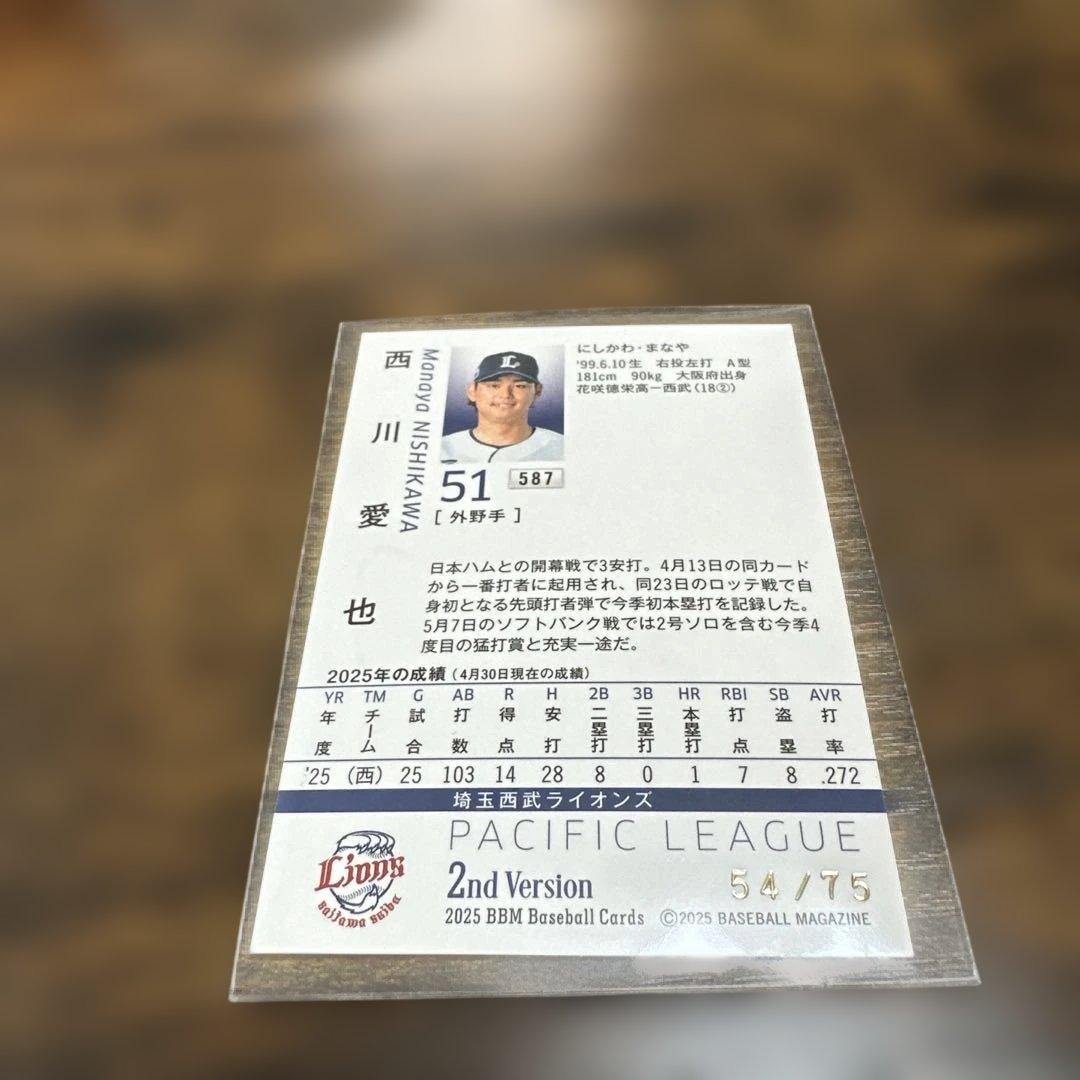 西川愛也
Manaya NISHIKAWA
にしかわ・まなや
'99.6.10生 右投左打 A型
181cm 90kg 大阪府出身
花咲徳栄高－西武（18②）
L
51
587
[ 外野手 ]
日本ハムとの開幕戦で3安打。4月13日の同カード
から一番打者に起用され、同23日のロッテ戦で自
身初となる先頭打者弾で今季初本塁打を記録した。
5月7日のソフトバンク戦では2号ソロを含む今季4
度目の猛打賞と充実一途だ。
2025年の成績（4月30日現在の成績）
YR TM G AB R H 2B 3B HR RBI SB AVR
年度 チーム 試合 打数 得点 安打 二塁打 三塁打 本塁打 打点 盗塁 打率
'25 (西) 25 103 14 28 8 0 1 7 8 .272
埼玉西武ライオンズ
PACIFIC LEAGUE
Lions
Saitama Seibu
2nd Version
54/75
2025 BBM Baseball Cards ©2025 BASEBALL MAGAZINE